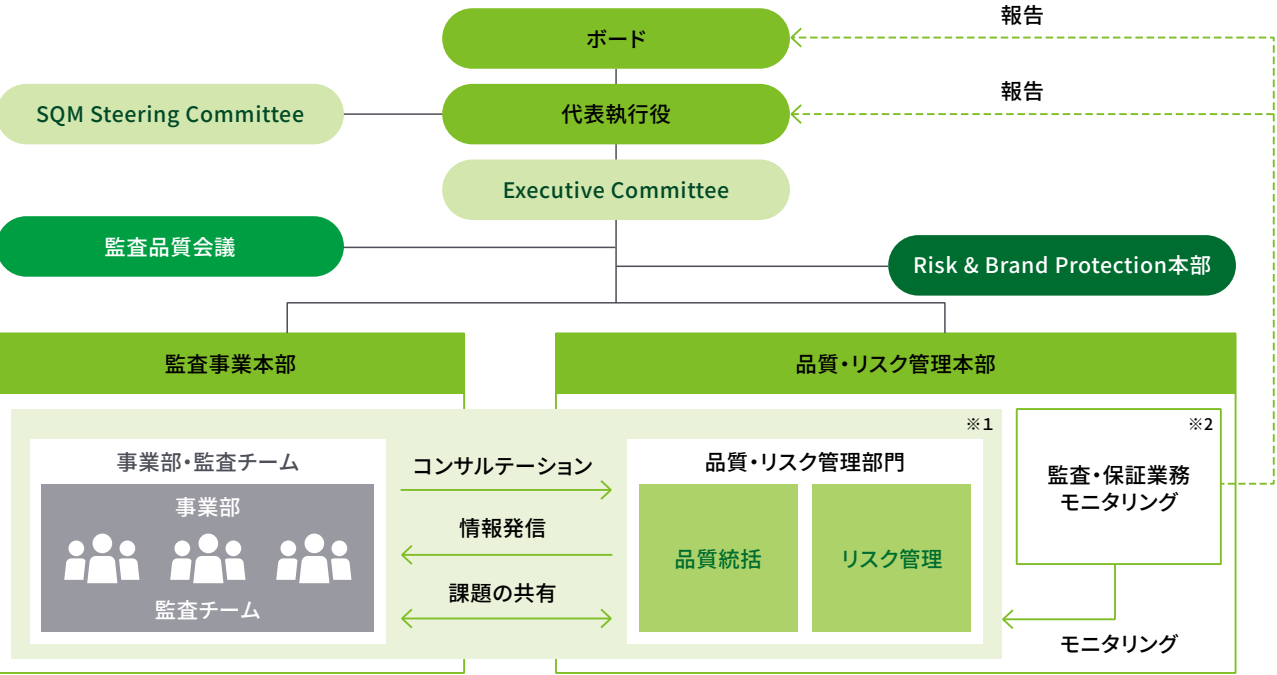 報告
ボード
報告
SQM Steering Committee
代表執行役
Executive Committee
監査品質会議
Risk & Brand Protection本部
監査事業本部
品質・リスク管理本部
※1
※2
事業部・監査チーム
コンサルテーション
品質・リスク管理部門
監査・保証業務
モニタリング
事業部
情報発信
品質統括
リスク管理
課題の共有
監査チーム
モニタリング